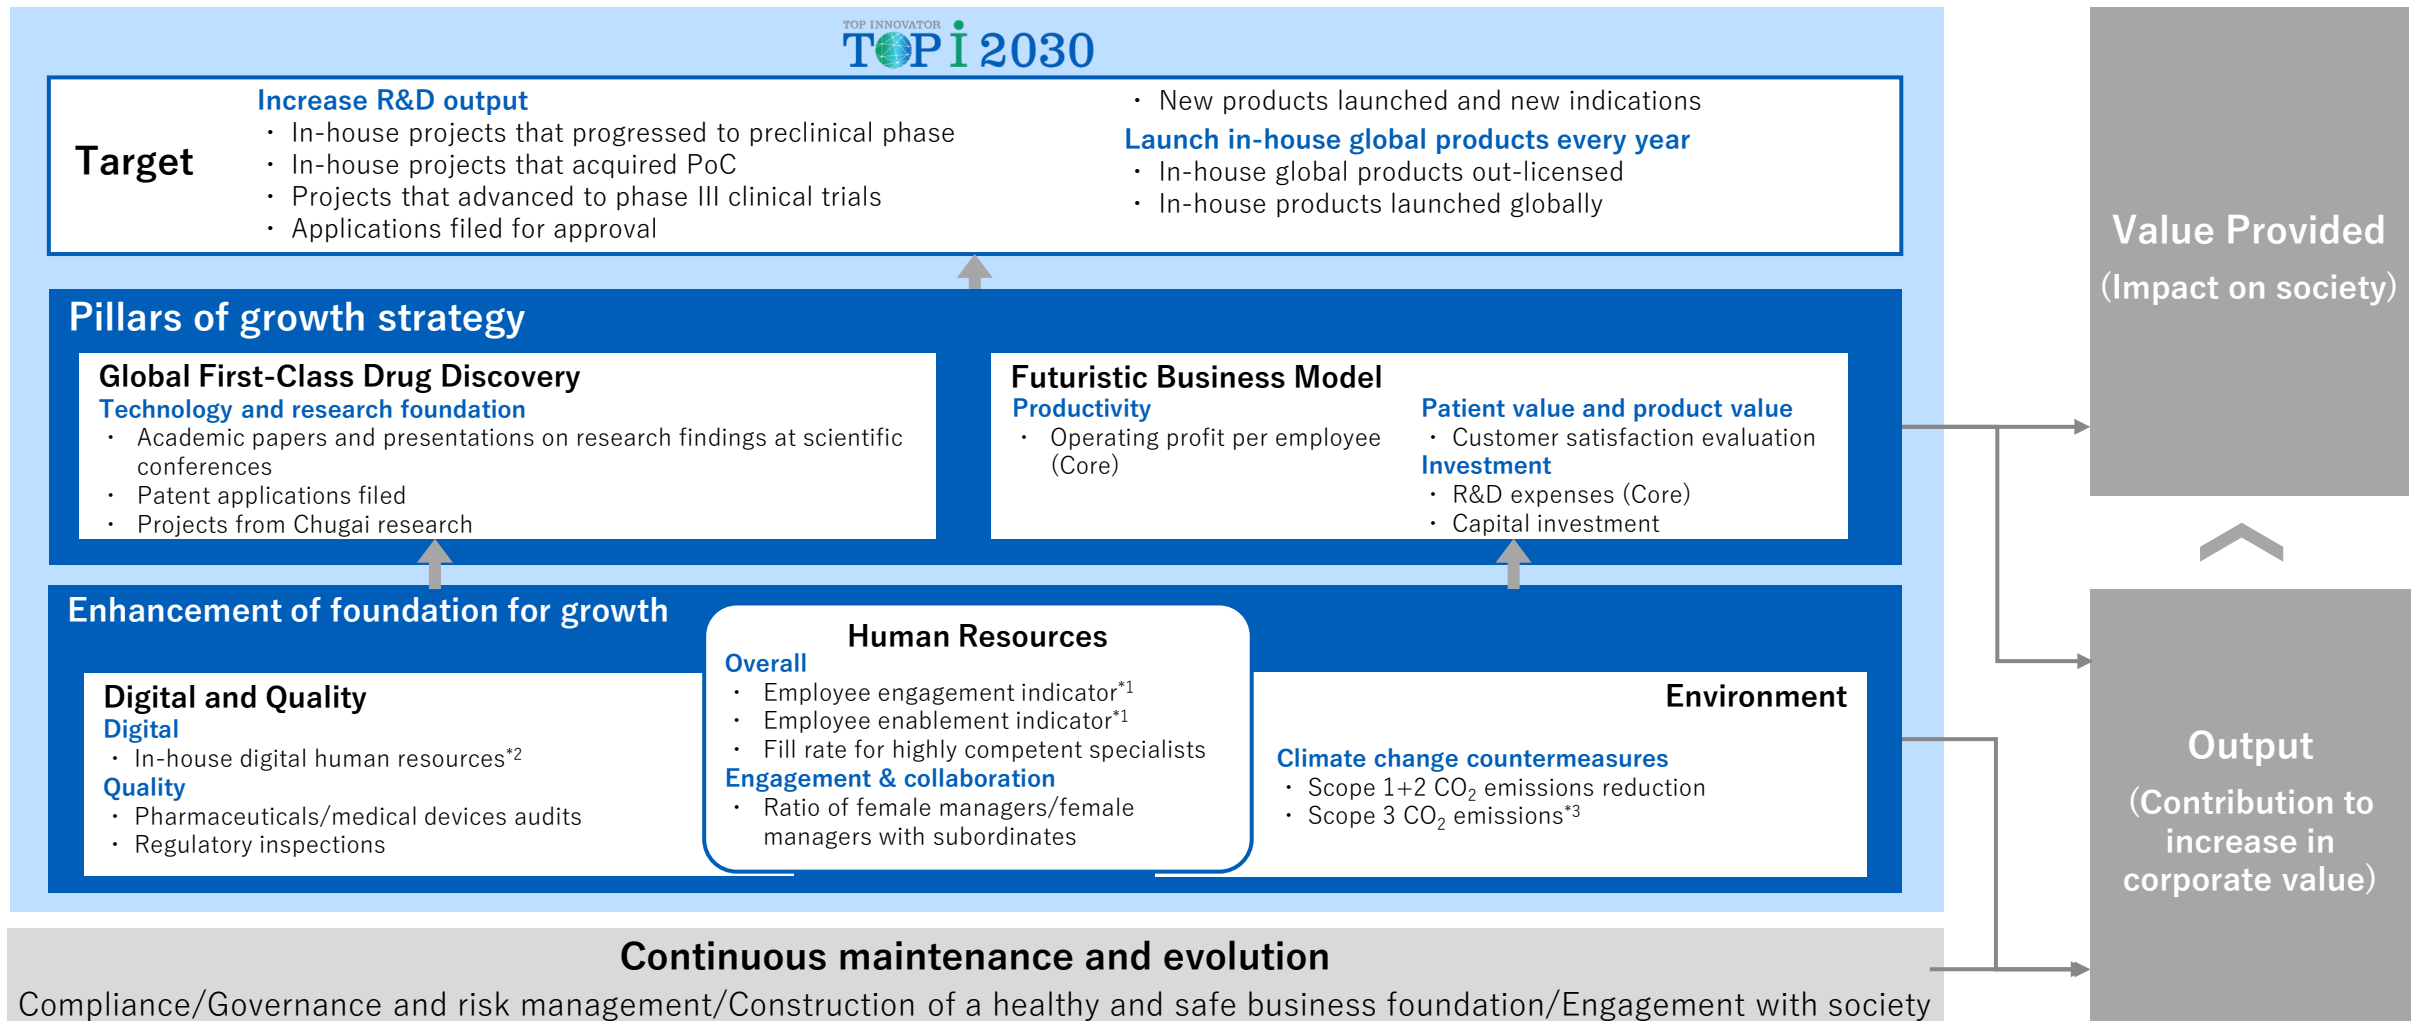 TOP INNOVATOR
TOP i 2030
Target
Increase R&D output
・ In-house projects that progressed to preclinical phase
・ In-house projects that acquired PoC
・ Projects that advanced to phase III clinical trials
・ Applications filed for approval
・ New products launched and new indications
Launch in-house global products every year
・ In-house global products out-licensed
・ In-house products launched globally
Pillars of growth strategy
Global First-Class Drug Discovery
Technology and research foundation
・ Academic papers and presentations on research findings at scientific
conferences
・ Patent applications filed
・ Projects from Chugai research
Futuristic Business Model
Productivity
・ Operating profit per employee
(Core)
Patient value and product value
・ Customer satisfaction evaluation
Investment
・ R&D expenses (Core)
・ Capital investment
Enhancement of foundation for growth
Digital and Quality
Digital
・ In-house digital human resources*2
Quality
・ Pharmaceuticals/medical devices audits
・ Regulatory inspections
Human Resources
Overall
・ Employee engagement indicator*1
・ Employee enablement indicator*1
・ Fill rate for highly competent specialists
Engagement & collaboration
・ Ratio of female managers/female
managers with subordinates
Environment
Climate change countermeasures
・ Scope 1+2 CO2 emissions reduction
・ Scope 3 CO2 emissions*3
Continuous maintenance and evolution
Compliance/Governance and risk management/Construction of a healthy and safe business foundation/Engagement with society
Value Provided
(Impact on society)
Output
(Contribution to
increase in
corporate value)